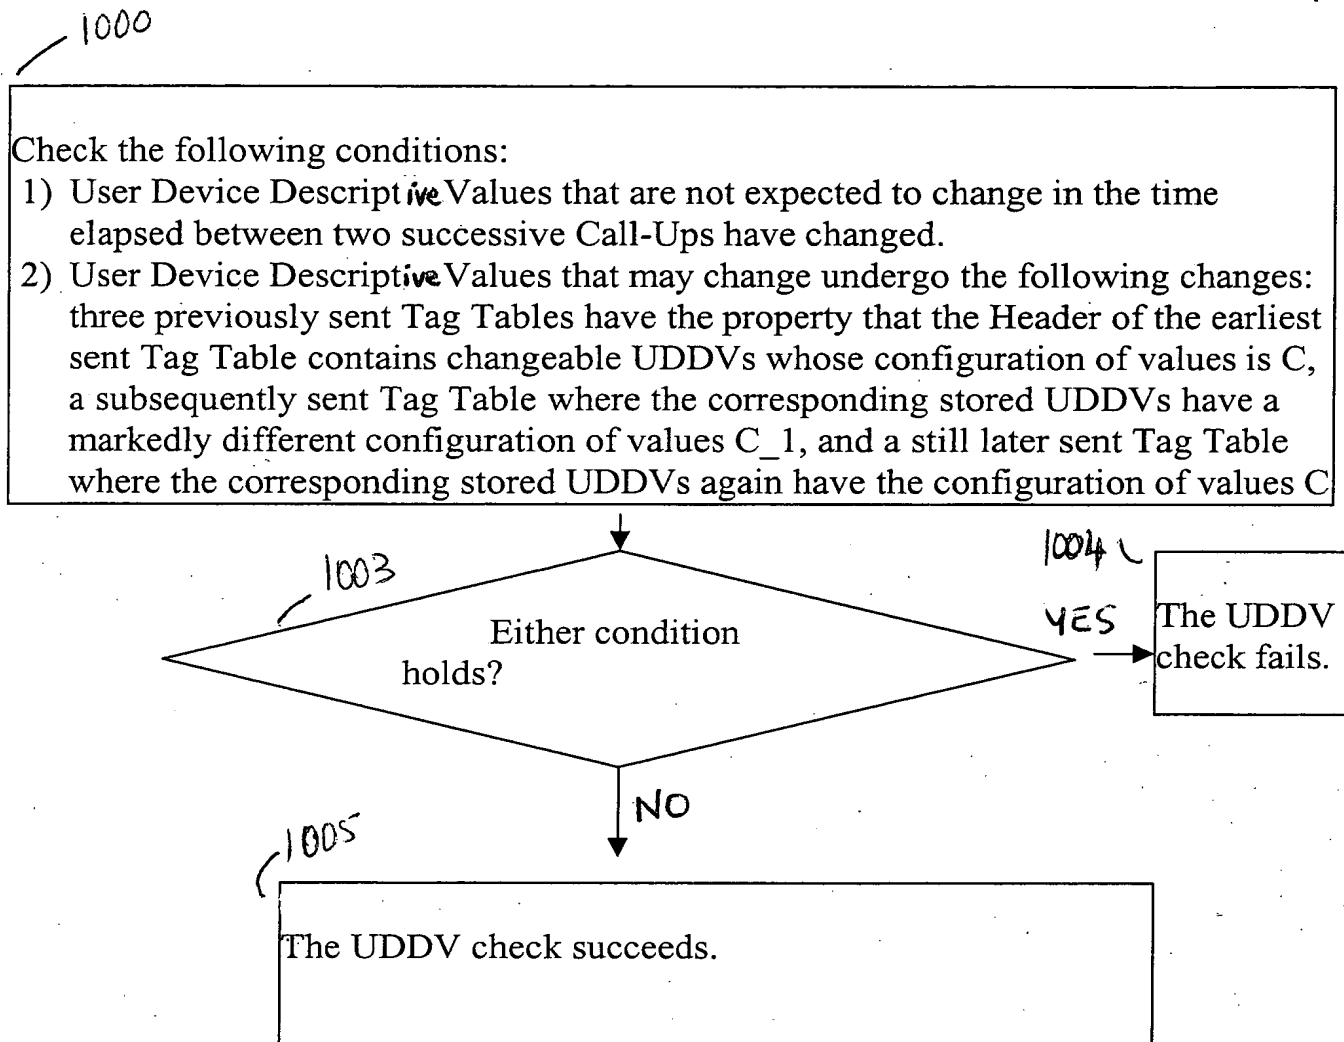 1000
Check the following conditions:
1) User Device Descriptive Values that are not expected to change in the time
elapsed between two successive Call-Ups have changed.
2) User Device Descriptive Values that may change undergo the following changes:
three previously sent Tag Tables have the property that the Header of the earliest
sent Tag Table contains changeable UDDVs whose configuration of values is C,
a subsequently sent Tag Table where the corresponding stored UDDVs have a
markedly different configuration of values C_1, and a still later sent Tag Table
where the corresponding stored UDDVs again have the configuration of values C
1003
Either condition
holds?
YES
1004
The UDDV
check fails.
NO
1005
The UDDV check succeeds.